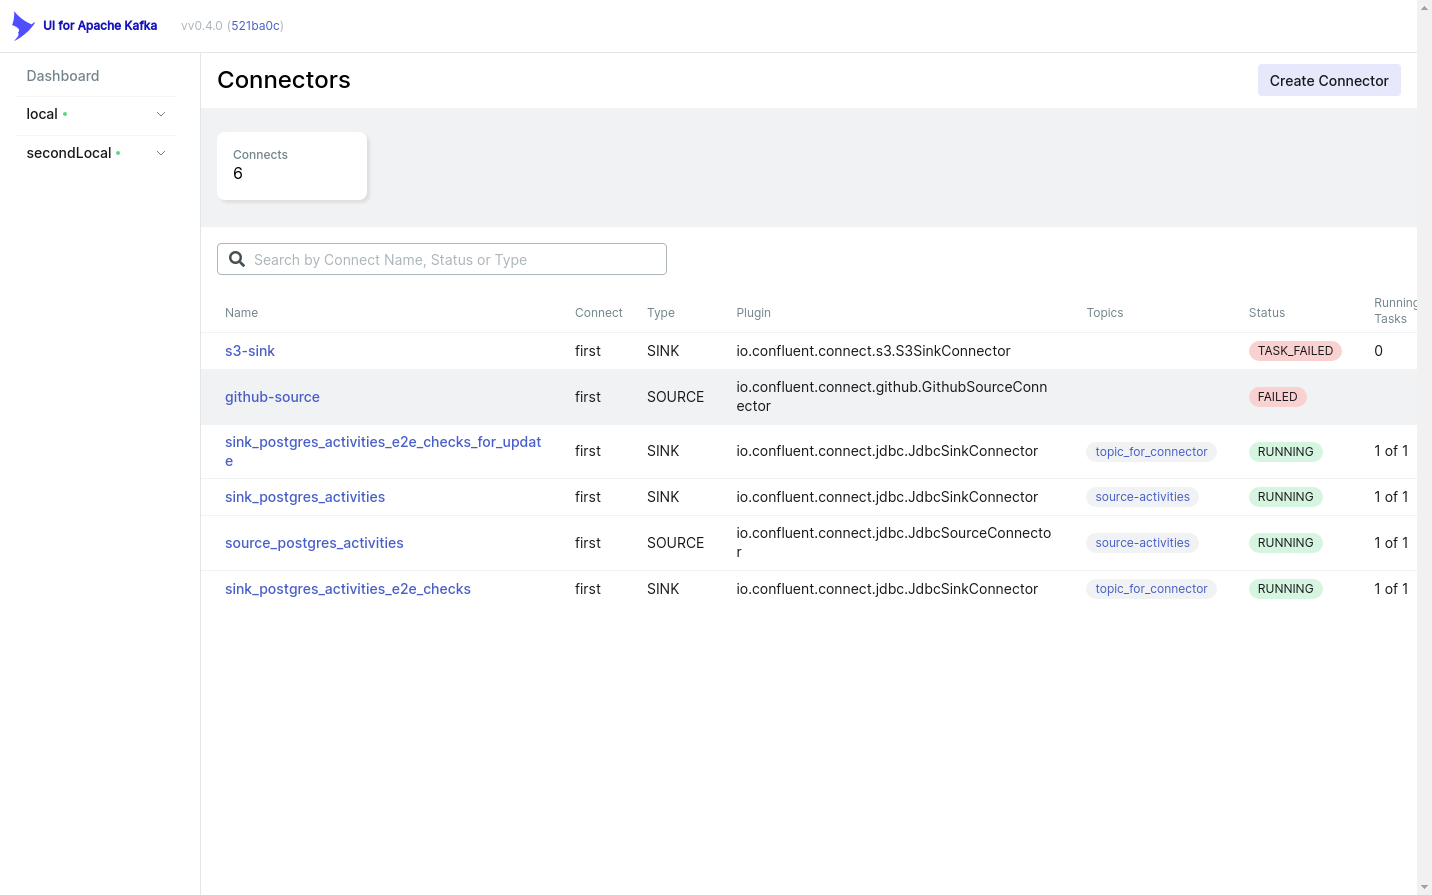 UI for Apache Kafka vv0.4.0 (521ba0c)
Dashboard
local
secondLocal
Connectors
Create Connector
Connects
6
Search by Connect Name, Status or Type
Name Connect Type Plugin Topics Status Running
Tasks
s3-sink first SINK io.confluent.connect.s3.S3SinkConnector TASK_FAILED 0
github-source first SOURCE io.confluent.connect.github.GithubSourceConn
ector FAILED
sink_postgres_activities_e2e_checks_for_updat
e first SINK io.confluent.connect.jdbc.JdbcSinkConnector topic_for_connector RUNNING 1 of 1
sink_postgres_activities first SINK io.confluent.connect.jdbc.JdbcSinkConnector source-activities RUNNING 1 of 1
source_postgres_activities first SOURCE io.confluent.connect.jdbc.JdbcSourceConnecto
r source-activities RUNNING 1 of 1
sink_postgres_activities_e2e_checks first SINK io.confluent.connect.jdbc.JdbcSinkConnector topic_for_connector RUNNING 1 of 1